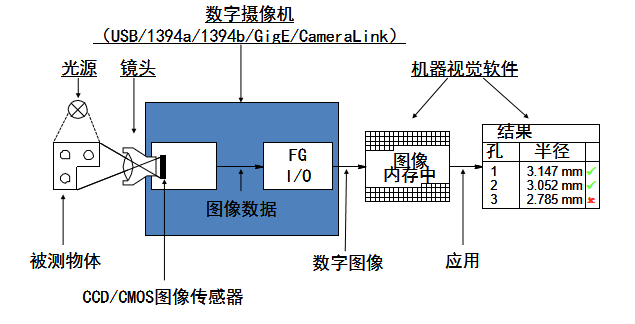 数字摄像机
（USB/1394a/1394b/GigE/CameraLink）
光源
镜头
机器视觉软件
FG
I/O
图像
内存中
结果
孔 半径
1 3.147 mm
2 3.052 mm
3 2.785 mm
图像数据
被测物体
数字图像
应用
CCD/CMOS图像传感器